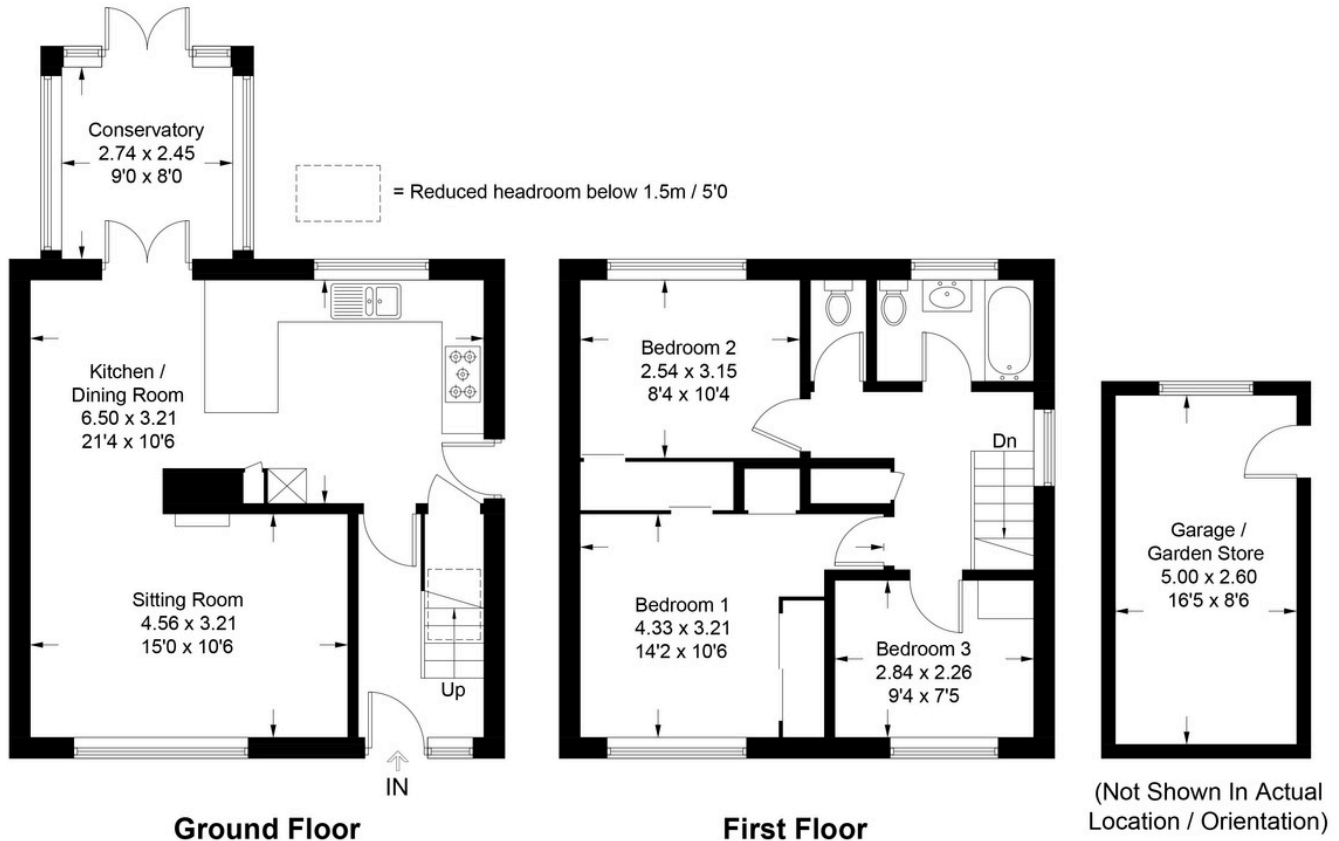 Conservatory
2.74 x 2.45
9'0 x 8'0
= Reduced headroom below 1.5m / 5'0
Kitchen /
Dining Room
6.50 x 3.21
21'4 x 10'6
Sitting Room
4.56 x 3.21
15'0 x 10'6
Up
IN
Ground Floor
Bedroom 2
2.54 x 3.15
8'4 x 10'4
Dn
Bedroom 1
4.33 x 3.21
14'2 x 10'6
Bedroom 3
2.84 x 2.26
9'4 x 7'5
First Floor
Garage /
Garden Store
5.00 x 2.60
16'5 x 8'6
(Not Shown In Actual
Location / Orientation)